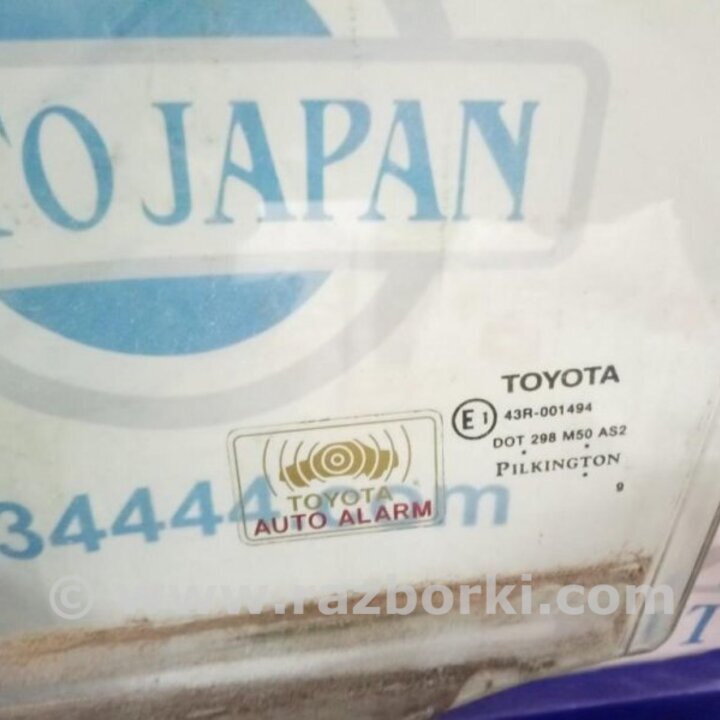 TO JAPAN
TOYOTA
E1 43R-001494
DOT 298 M50 AS2
PILKINGTON
9
TOYOTA
AUTO ALARM
34444.com
© www.razborki.com
T